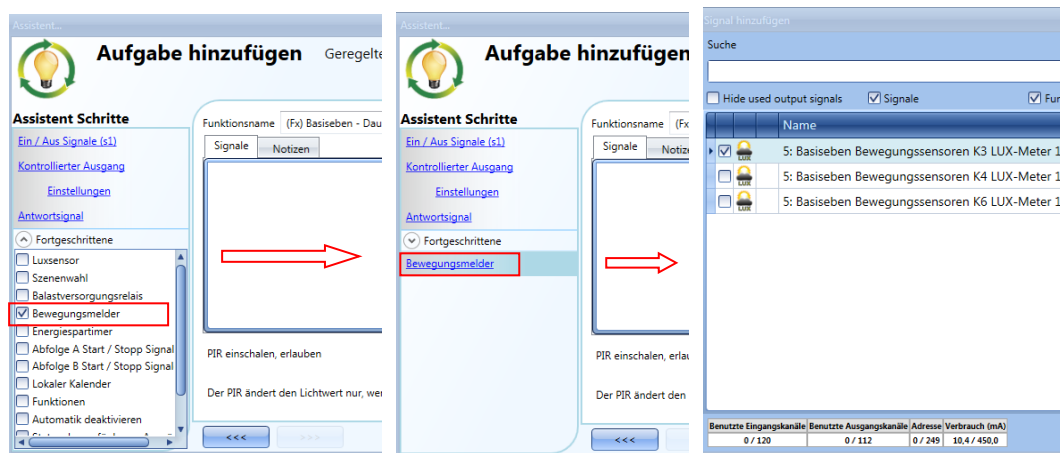 Assistent...
Aufgabe hinzufügen Geregelte
Assistent Schritte
Ein / Aus Signale (s1)
Kontrollierter Ausgang
Einstellungen
Antwortsignal
Fortgeschrittene
Luxsensor
Szenenwahl
Balastversorgungsrelais
Bewegungsmelder
Energiespartimer
Abfolge A Start / Stopp Signal
Abfolge B Start / Stopp Signal
Lokaler Kalender
Funktionen
Automatik deaktivieren
Funktionsname (Fx) Basiseben - Dau
Signale Notizen
PIR einschalen, erlauben
Der PIR ändert den Lichtwert nur, we
<<< >>>
Assistent...
Aufgabe hinzufügen
Assistent Schritte
Ein / Aus Signale (s1)
Kontrollierter Ausgang
Einstellungen
Antwortsignal
Fortgeschrittene
Bewegungsmelder
Funktionsname (Fx
Signale Notize
PIR einschalen, erlau
Der PIR ändert den
<<<
Signal hinzufügen
Suche
Hide used output signals Signale Fun
Name
5: Basiseben Bewegungssensoren K3 LUX-Meter 1
5: Basiseben Bewegungssensoren K4 LUX-Meter 1
5: Basiseben Bewegungssensoren K6 LUX-Meter 1
Benutzte Eingangskanäle Benutzte Ausgangskanäle Adresse Verbrauch (mA)
0 / 120 0 / 112 0 / 249 10,4 / 450,0